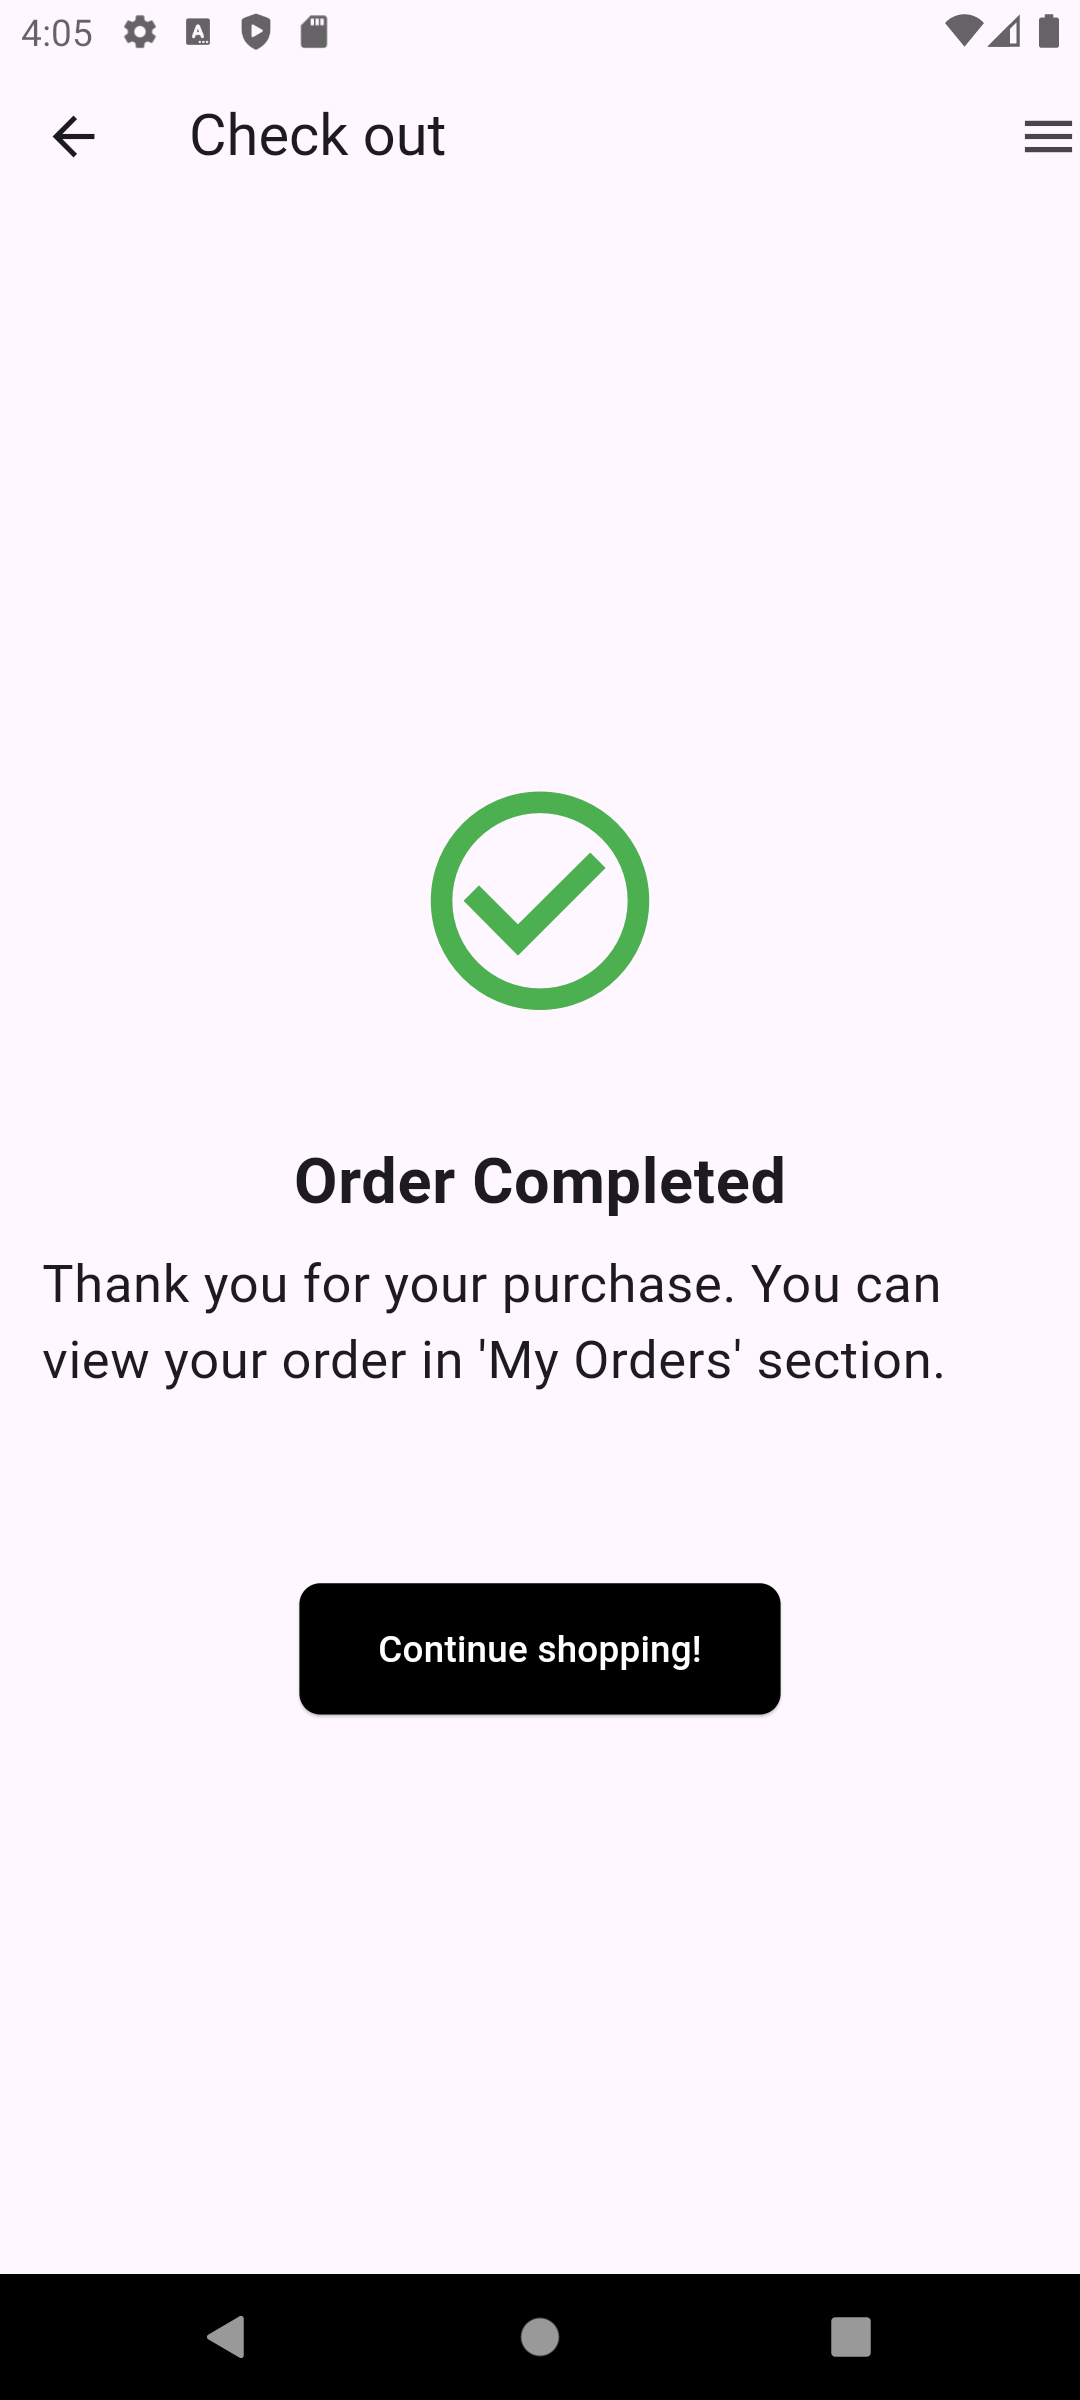 4:05
Check out
Order Completed
Thank you for your purchase. You can
view your order in 'My Orders' section.
Continue shopping!